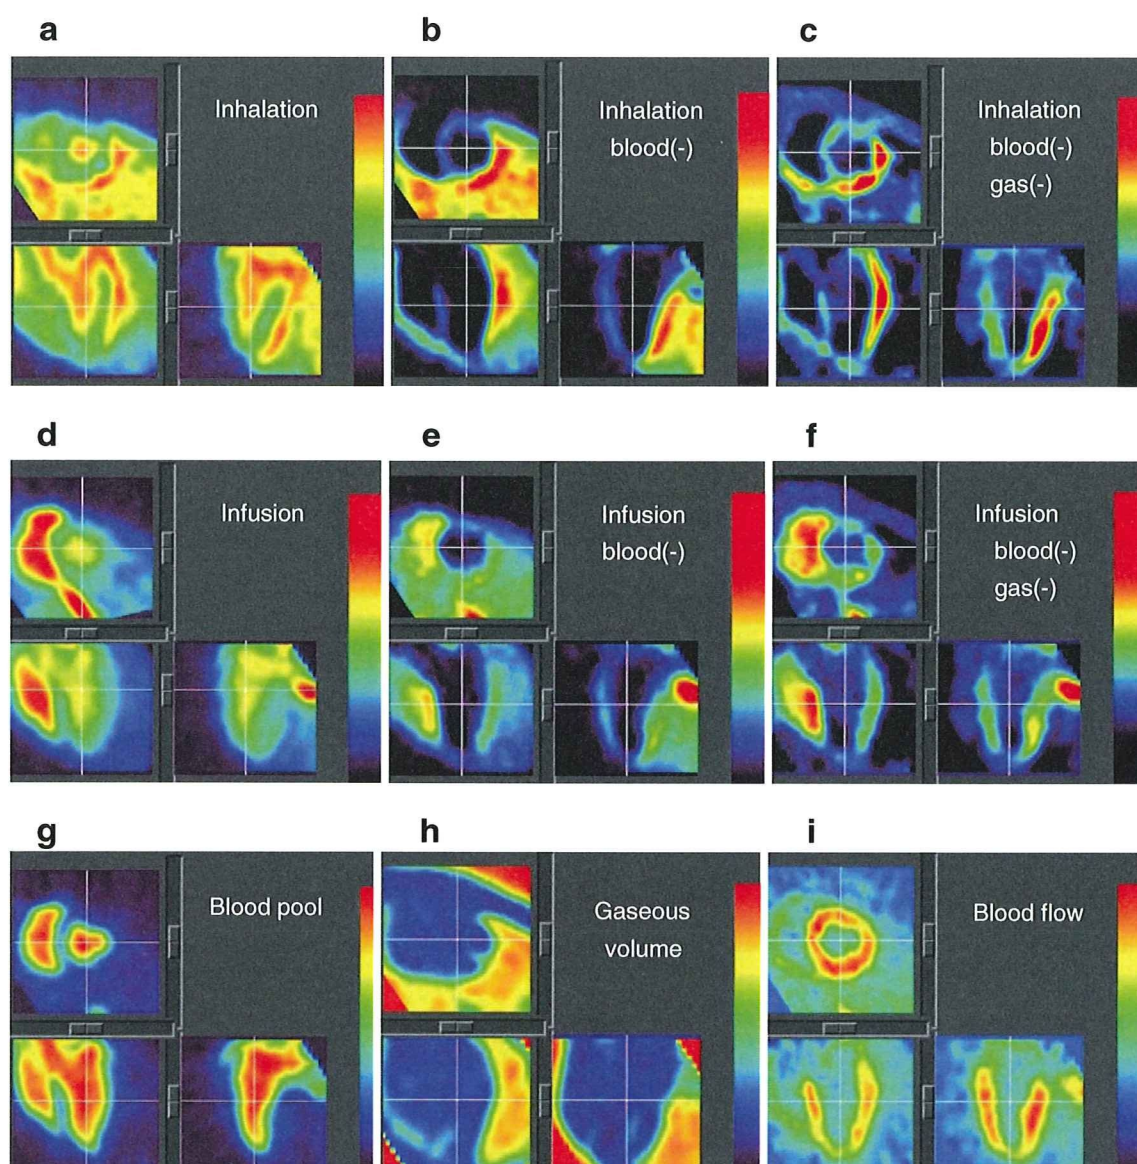 a
b
c
Inhalation
Inhalation
blood(-)
Inhalation
blood(-)
gas(-)
d
e
f
Infusion
Infusion
blood(-)
Infusion
blood(-)
gas(-)
g
h
i
Blood pool
Gaseous
volume
Blood flow